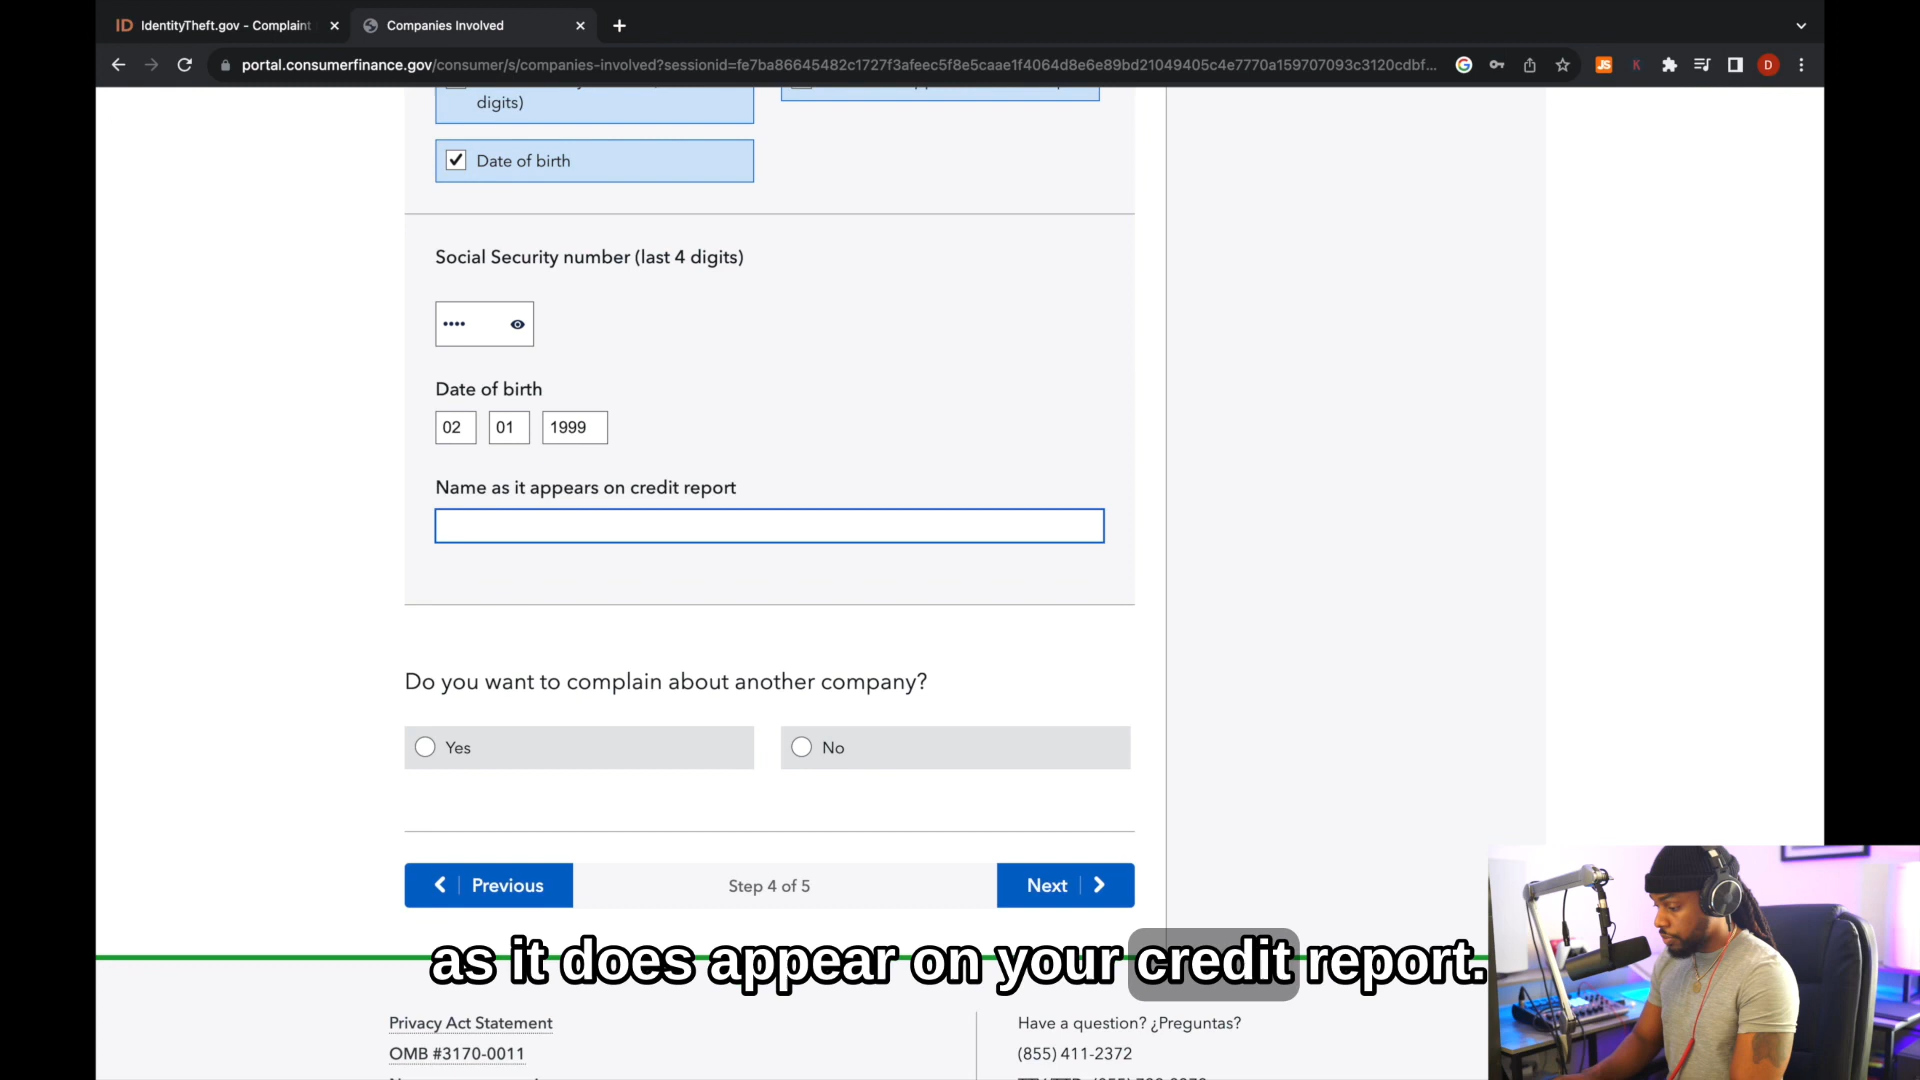 IdentityTheft.gov - Complaint
Companies Involved
portal.consumerfinance.gov/consumer/s/companies-involved?sessionid=fe7ba86645482c1727f3afeec5f8e5caae1f4064d8e6e89bd21049405c4e7770a159707093c3120cdbf...
digits)
Date of birth
Social Security number (last 4 digits)
••••
Date of birth
02 01 1999
Name as it appears on credit report
Do you want to complain about another company?
Yes
No
Previous
Step 4 of 5
Next
as it does appear on your credit report.
Privacy Act Statement
OMB #3170-0011
Have a question? ¿Preguntas?
(855) 411-2372